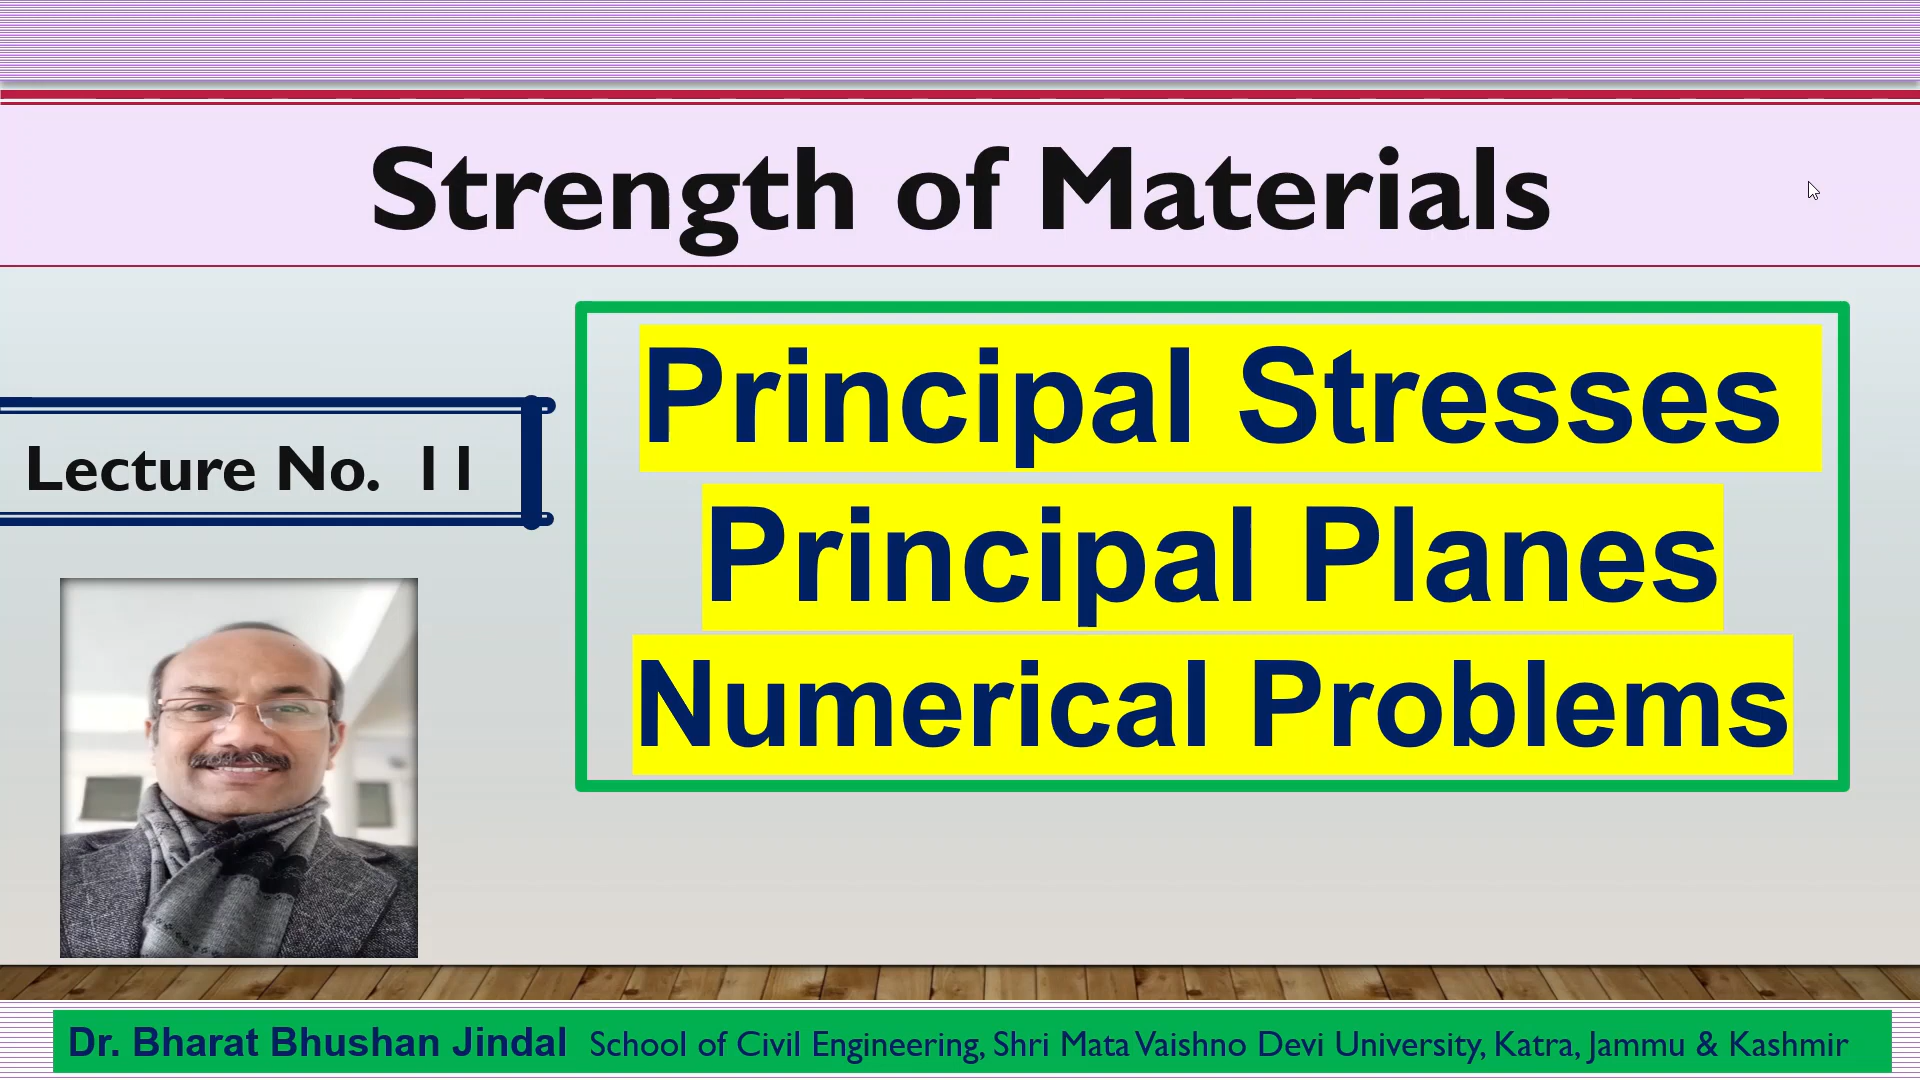 Strength of Materials
Lecture No. 11
Principal Stresses
Principal Planes
Numerical Problems
Dr. Bharat Bhushan Jindal School of Civil Engineering, Shri Mata Vaishno Devi University, Katra, Jammu & Kashmir